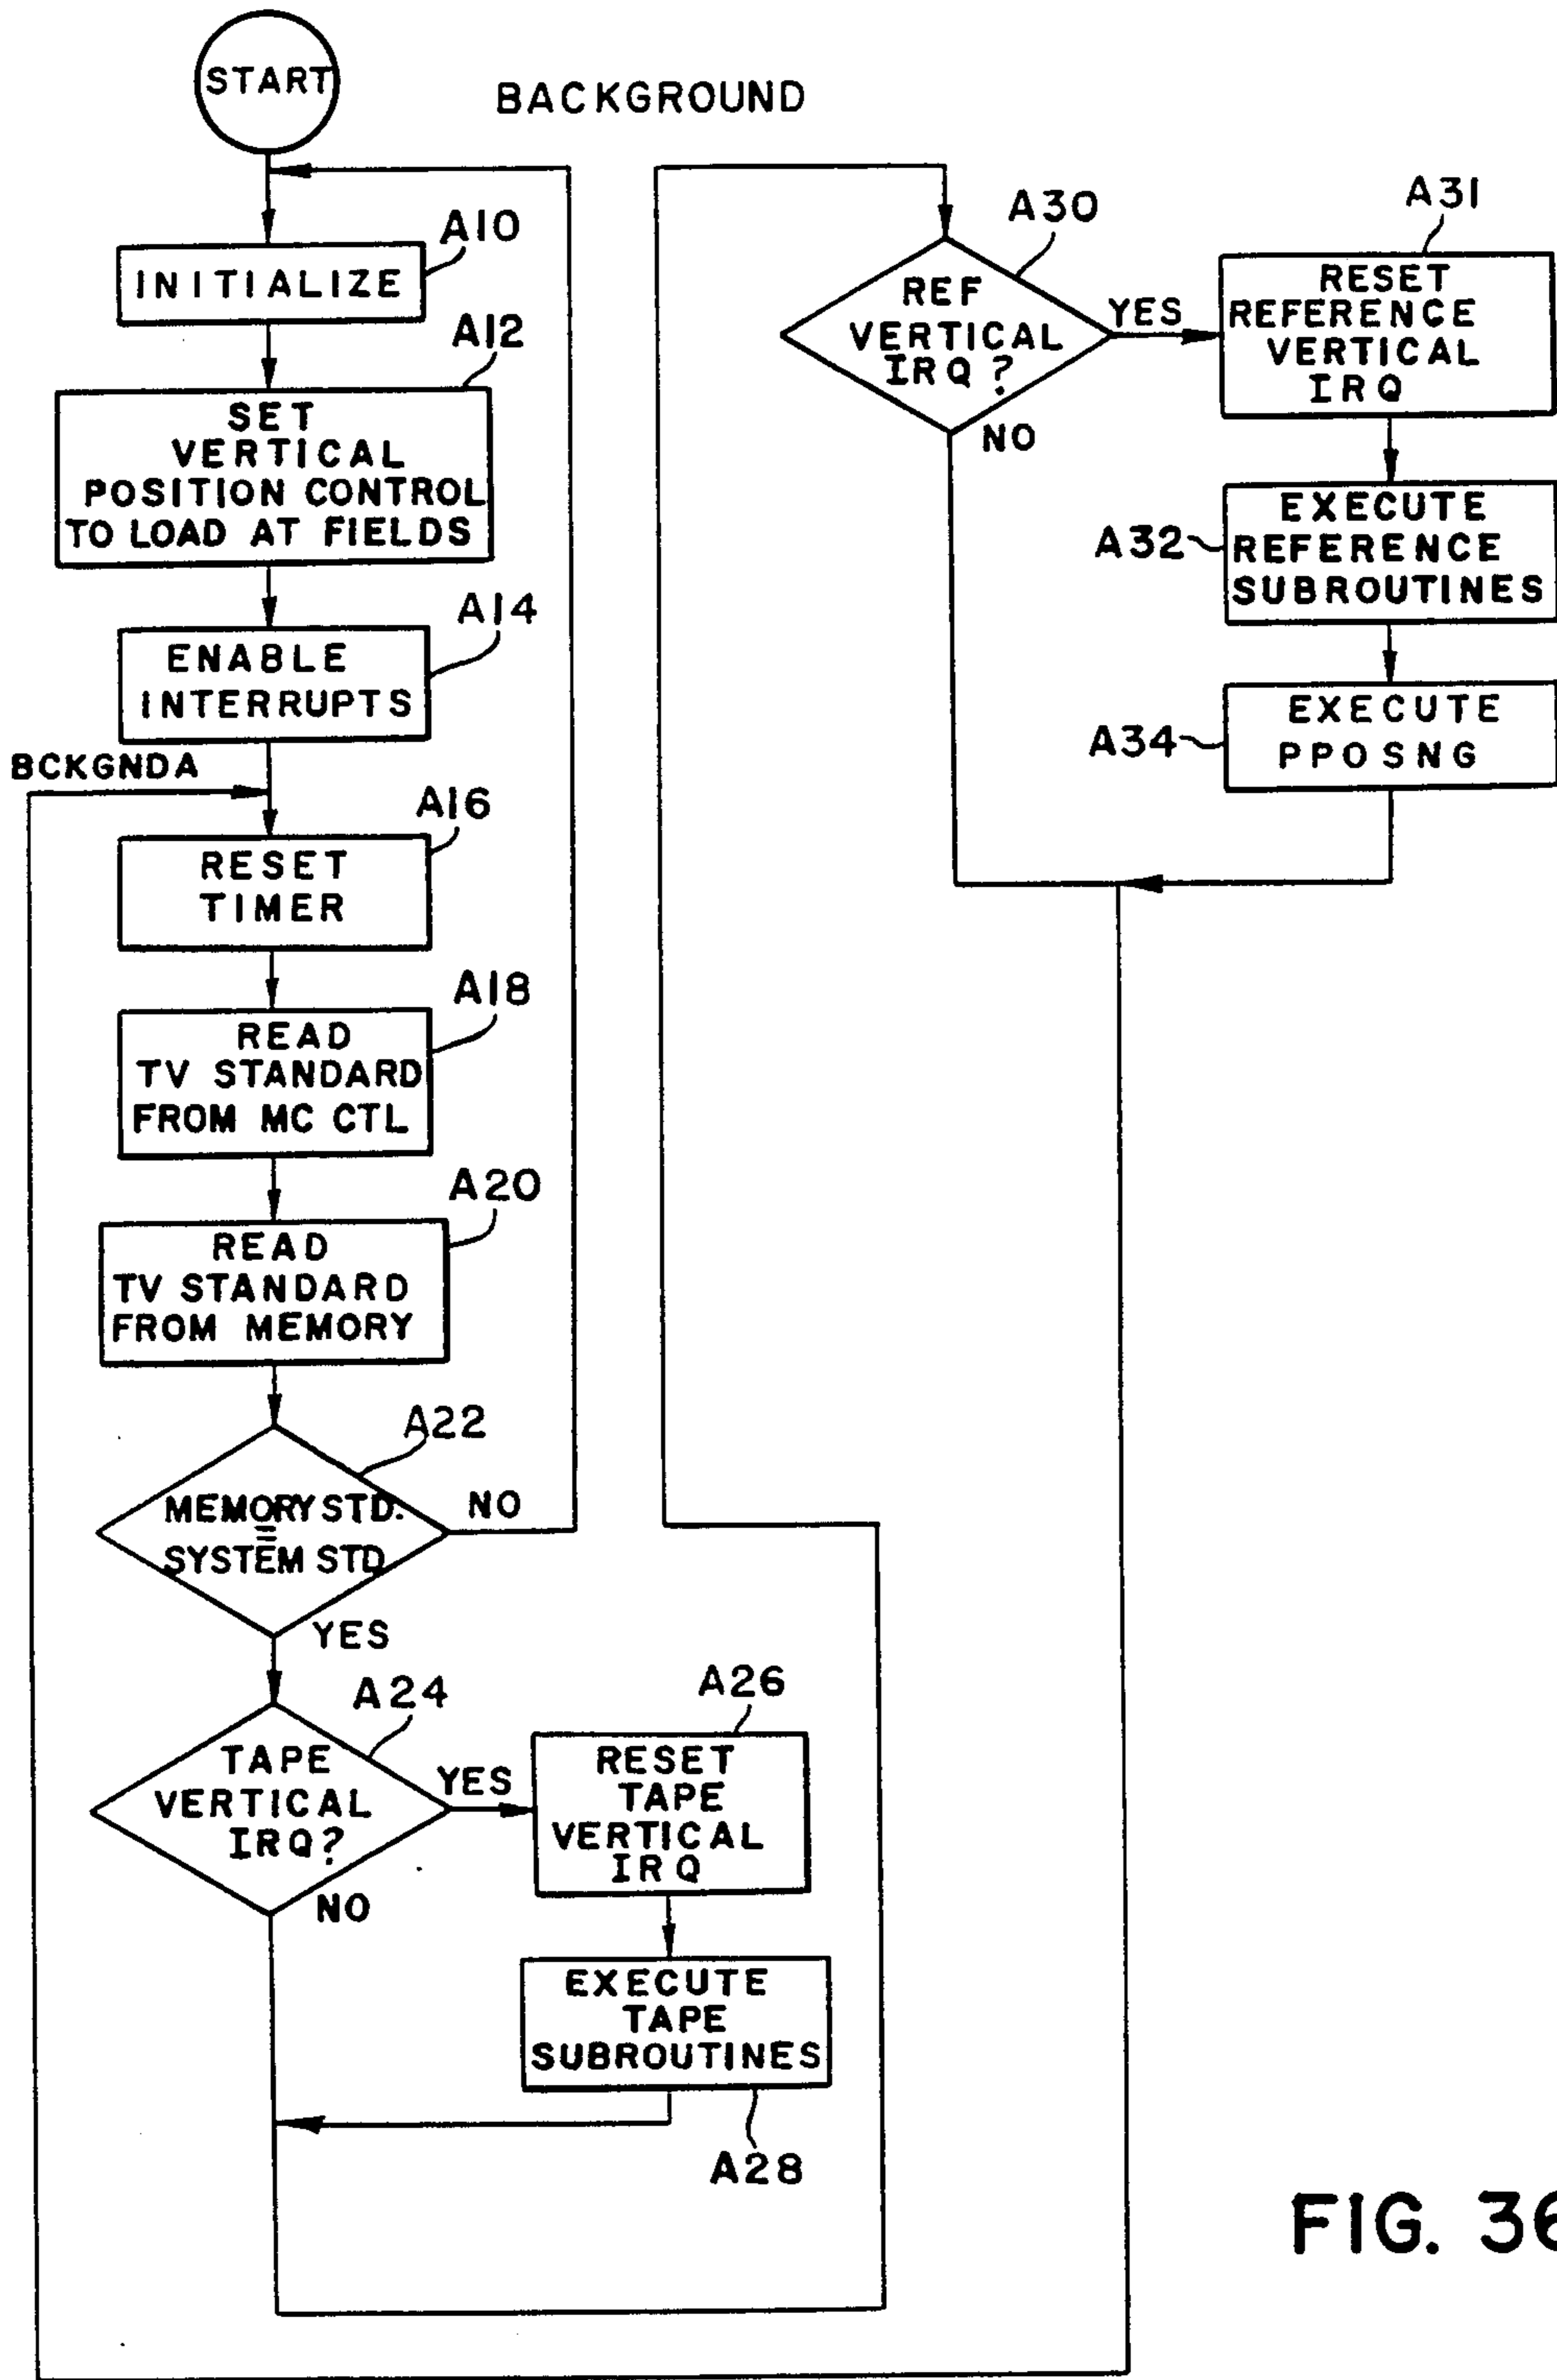 START
BACKGROUND
A10
INITIALIZE
A12
SET
VERTICAL
POSITION CONTROL
TO LOAD AT FIELDS
A14
ENABLE
INTERRUPTS
BCKGNDA
A16
RESET
TIMER
A18
READ
TV STANDARD
FROM MC CTL
A20
READ
TV STANDARD
FROM MEMORY
A22
MEMORY STD.
=
SYSTEM STD
NO
YES
A24
TAPE
VERTICAL
IRQ?
YES
NO
A26
RESET
TAPE
VERTICAL
IRQ
EXECUTE
TAPE
SUBROUTINES
A28
A30
REF
VERTICAL
IRQ?
YES
NO
A31
RESET
REFERENCE
VERTICAL
IRQ
A32
EXECUTE
REFERENCE
SUBROUTINES
A34
EXECUTE
PPOSNG
FIG. 36